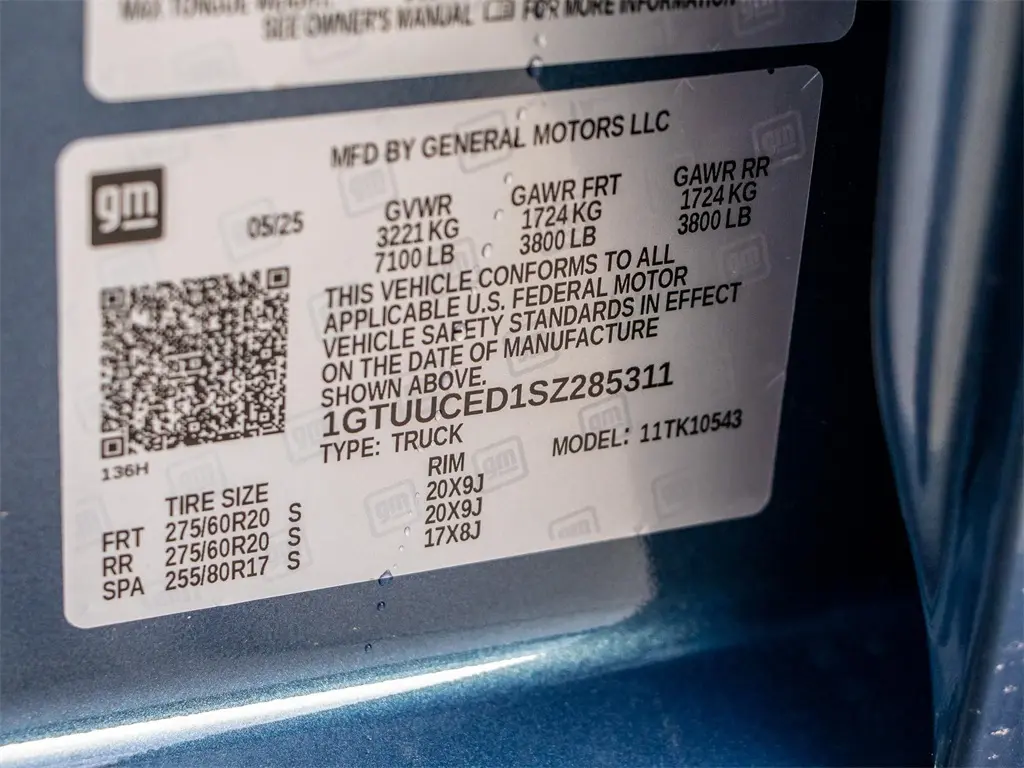 MAX TONGUE WEIGHT
SEE OWNER'S MANUAL FOR MORE INFORMATION
MFD BY GENERAL MOTORS LLC
gm
05/25
GVWR
3221 KG
7100 LB
GAWR FRT
1724 KG
3800 LB
GAWR RR
1724 KG
3800 LB
THIS VEHICLE CONFORMS TO ALL
APPLICABLE U.S. FEDERAL MOTOR
VEHICLE SAFETY STANDARDS IN EFFECT
ON THE DATE OF MANUFACTURE
SHOWN ABOVE.
1GTUUCED1SZ285311
TYPE: TRUCK
MODEL: 11TK10543
136H
TIRE SIZE RIM
FRT 275/60R20 S 20X9J
RR 275/60R20 S 20X9J
SPA 255/80R17 S 17X8J